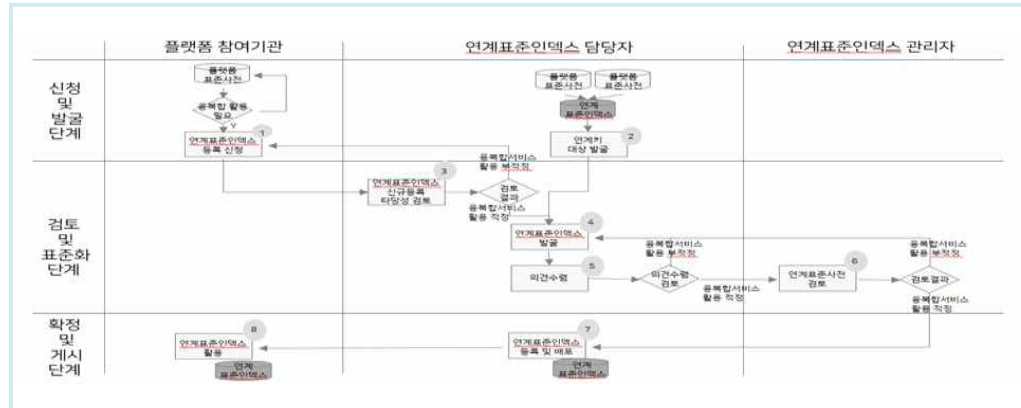 플랫폼 참여기관
연계표준인덱스 담당자
연계표준인덱스 관리자
신청
및
발굴
단계
플랫폼
표준사전
융복합 활용
필요
Y
1
연계표준인덱스
등록 신청
플랫폼
표준사전
플랫폼
표준사전
연계
표준인덱스
2
연계키
대상 발굴
검토
및
표준화
단계
3
연계표준인덱스
신규등록
타당성 검토
융복합서비스
활용 부적정
검토
결과
융복합서비스
활용 적정
4
연계표준인덱스
발굴
5
의견수렴
융복합서비스
활용 부적정
의견수렴
검토
융복합서비스
활용 적정
6
연계표준사전
검토
융복합서비스
활용 부적정
검토결과
융복합서비스
활용 적정
확정
및
게시
단계
8
연계표준인덱스
활용
연계
표준인덱스
7
연계표준인덱스
등록 및 배포
연계
표준인덱스